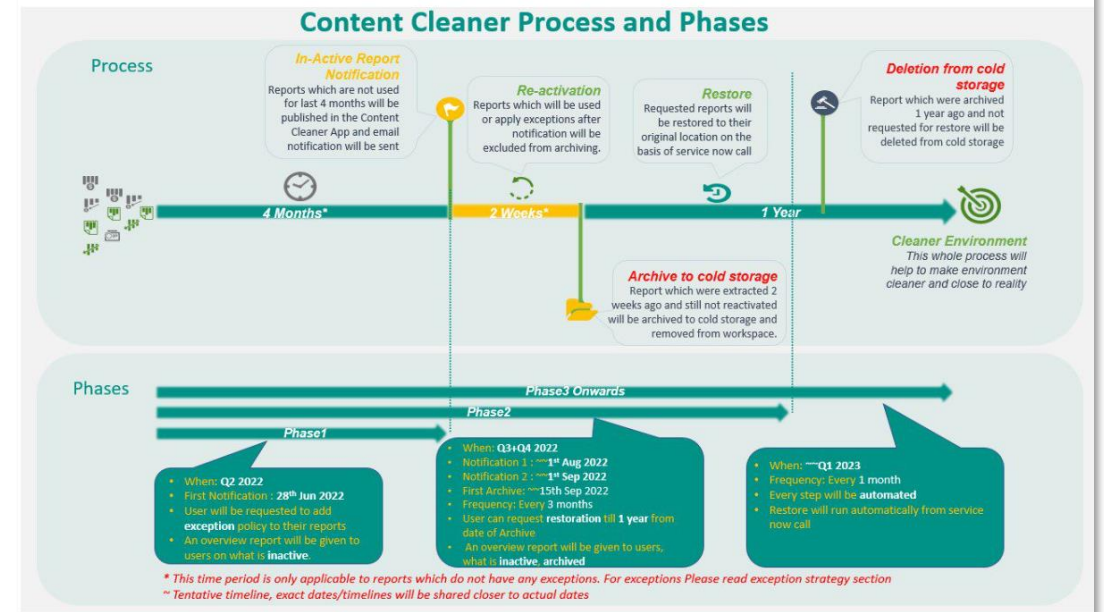 Content Cleaner Process and Phases
Process
In-Active Report
Notification
Reports which are not used
for last 4 months will be
published in the Content
Cleaner App and email
notification will be sent
Re-activation
Reports which will be used
or apply exceptions after
notification will be
excluded from archiving.
Restore
Requested reports will
be restored to their
original location on the
basis of service now call
Deletion from cold
storage
Report which were archived
1 year ago and not
requested for restore will be
deleted from cold storage
4 Months*
2 Weeks*
1 Year
Cleaner Environment
This whole process will
help to make environment
cleaner and close to reality
Archive to cold storage
Report which were extracted 2
weeks ago and still not reactivated
will be archived to cold storage and
removed from workspace.
Phases
Phase3 Onwards
Phase2
Phase1
• When: Q2 2022
• First Notification : 28th Jun 2022
• User will be requested to add
exception policy to their reports
• An overview report will be given to
users on what is inactive.
• When: Q3+Q4 2022
• Notification 1 : ~~1st Aug 2022
• Notification 2 : ~~1st Sep 2022
• First Archive: ~~15th Sep 2022
• Frequency: Every 3 months
• User can request restoration till 1 year from
date of Archive
• An overview report will be given to users,
what is inactive, archived
• When: ~~Q1 2023
• Frequency: Every 1 month
• Every step will be automated
• Restore will run automatically from service
now call
* This time period is only applicable to reports which do not have any exceptions. For exceptions Please read exception strategy section
~ Tentative timeline, exact dates/timelines will be shared closer to actual dates